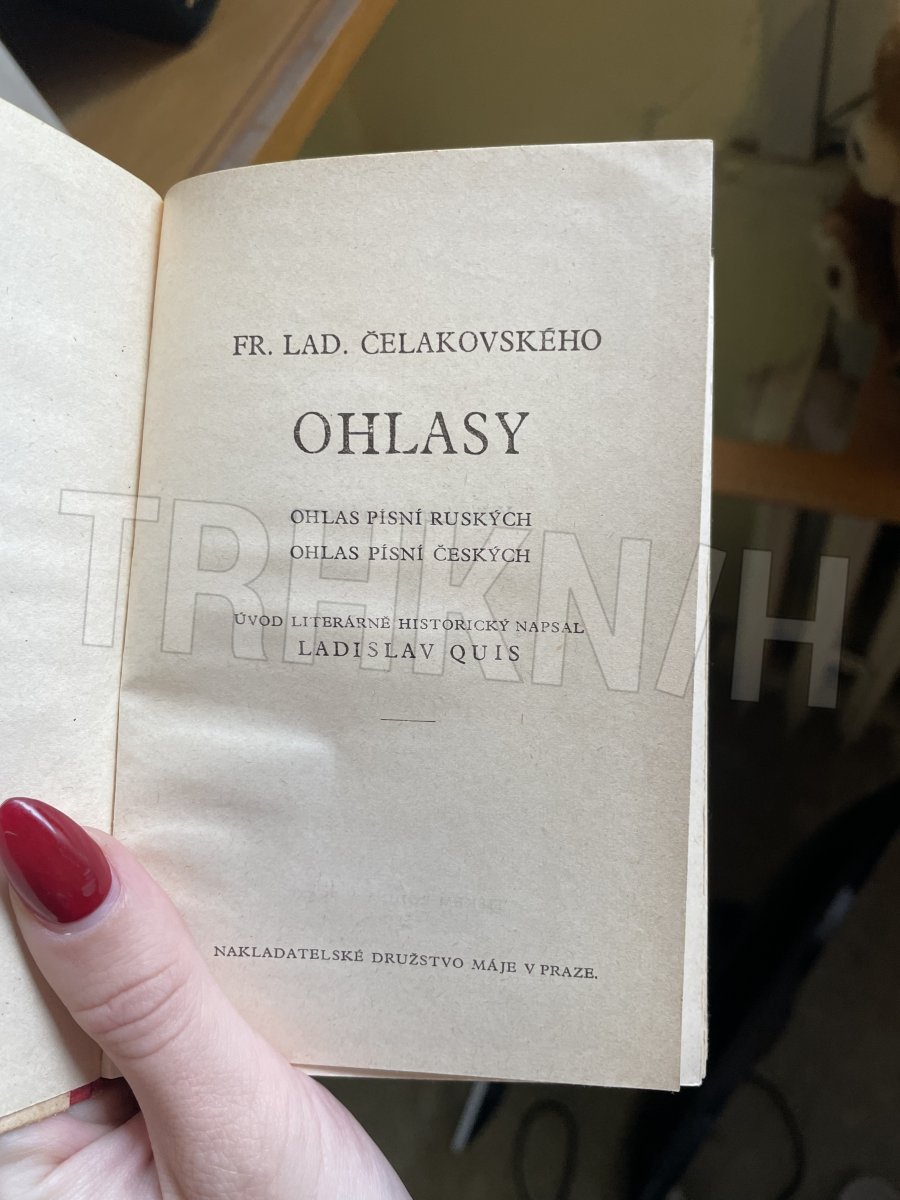 FR. LAD. ČELAKOVSKÉHO
OHLASY
OHLAS PÍSNÍ RUSKÝCH
OHLAS PÍSNÍ ČESKÝCH
ÚVOD LITERÁRNĚ HISTORICKÝ NAPSAL
LADISLAV QUIS
NAKLADATELSKÉ DRUŽSTVO MÁJE V PRAZE.
TRHKNIH